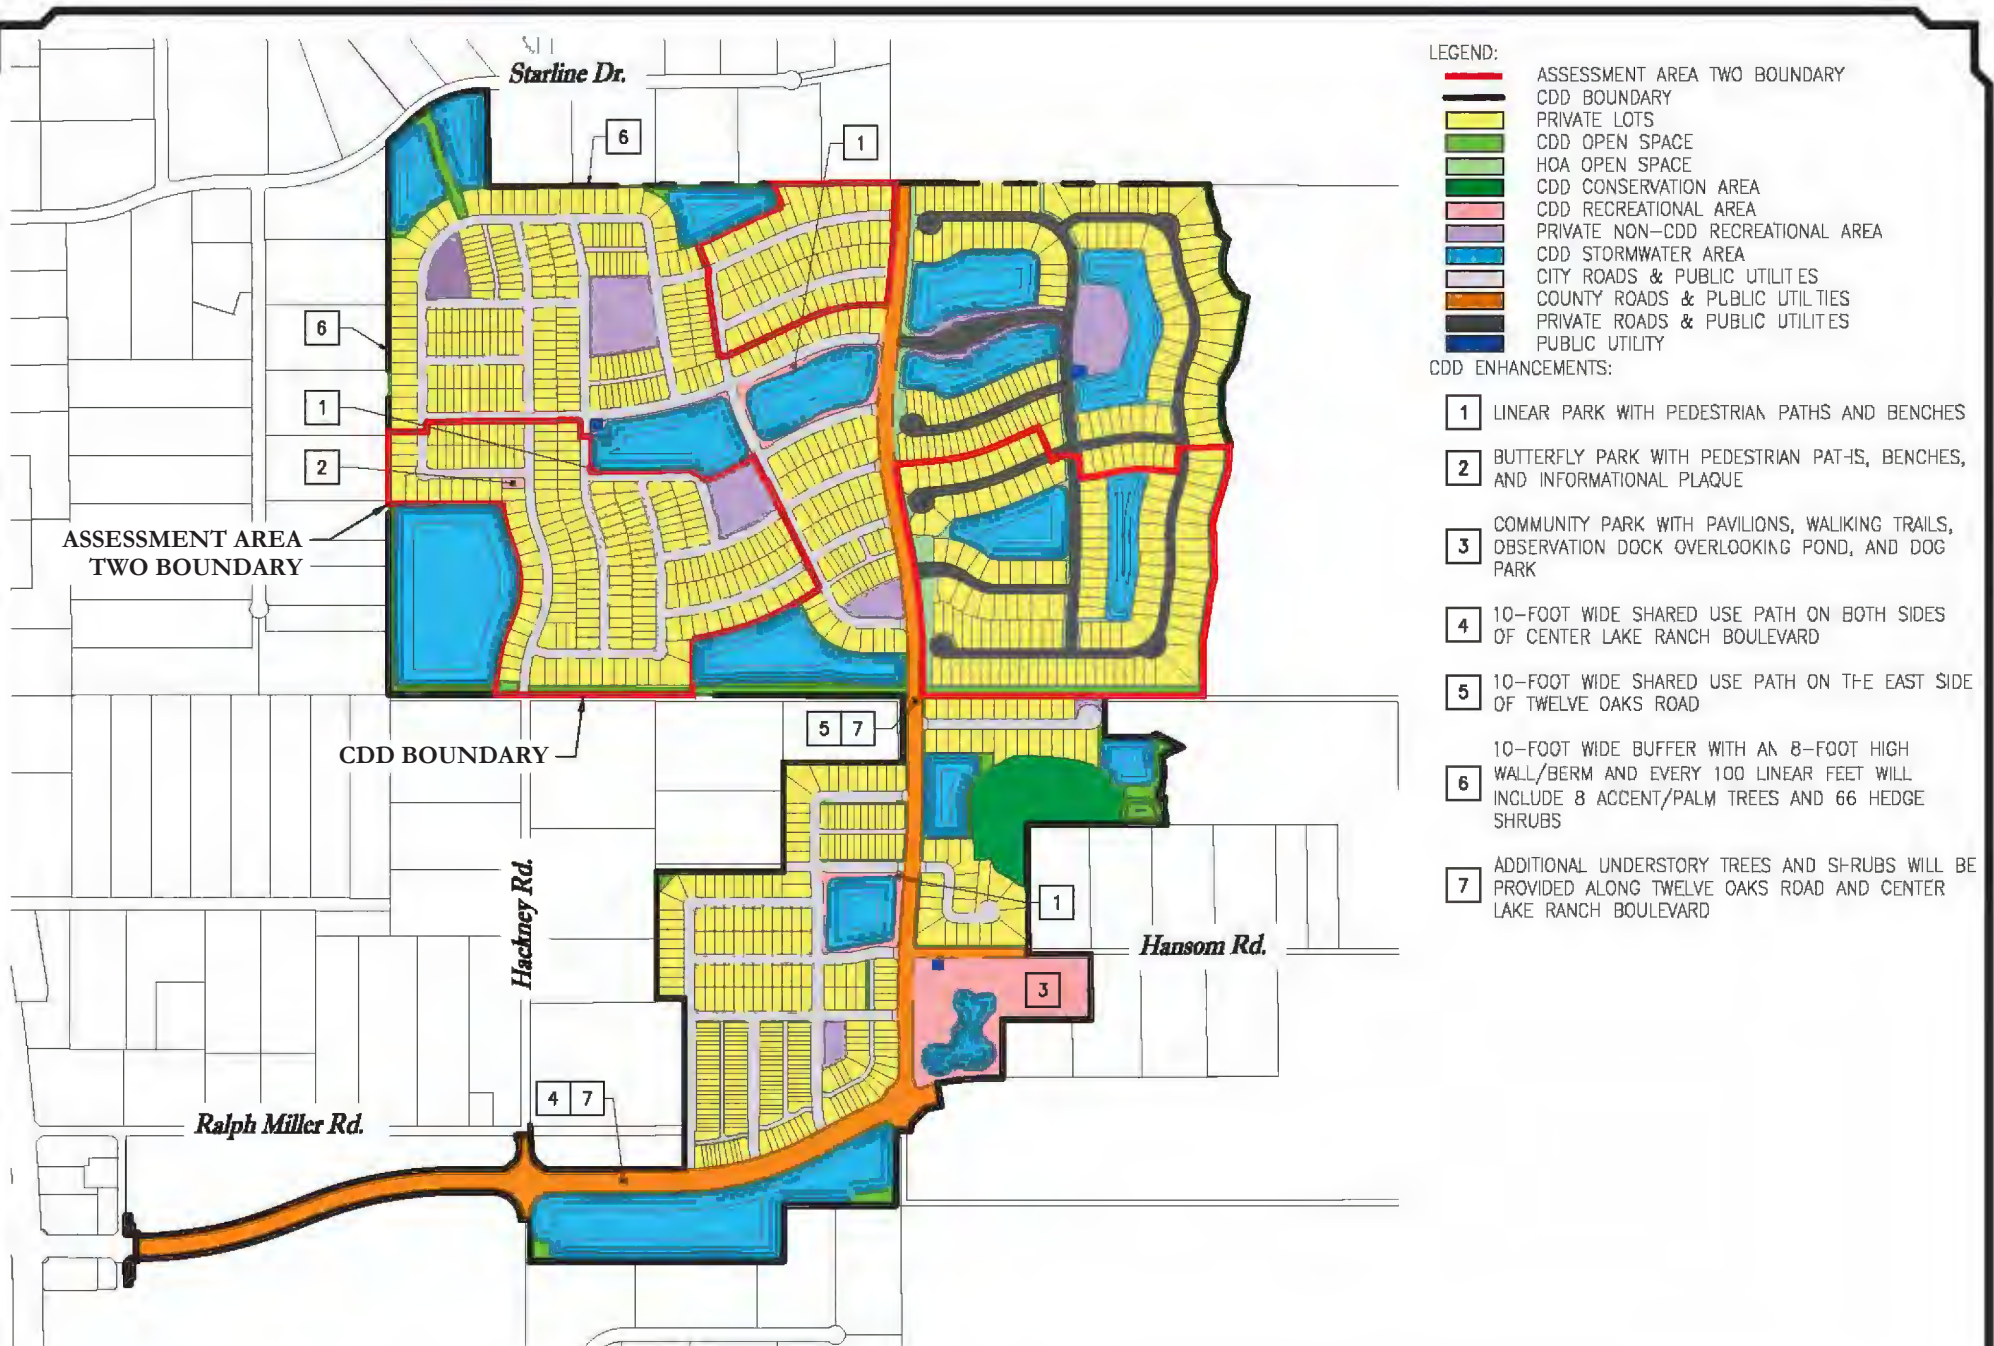 Starline Dr.
6
1
6
1
2
ASSESSMENT AREA
TWO BOUNDARY
5 7
CDD BOUNDARY
Hackney Rd.
1
Hansom Rd.
3
4 7
Ralph Miller Rd.
LEGEND:
ASSESSMENT AREA TWO BOUNDARY
CDD BOUNDARY
PRIVATE LOTS
CDD OPEN SPACE
HOA OPEN SPACE
CDD CONSERVATION AREA
CDD RECREATIONAL AREA
PRIVATE NON-CDD RECREATIONAL AREA
CDD STORMWATER AREA
CITY ROADS & PUBLIC UTILITIES
COUNTY ROADS & PUBLIC UTILTIES
PRIVATE ROADS & PUBLIC UTILITIES
PUBLIC UTILITY
CDD ENHANCEMENTS:
1 LINEAR PARK WITH PEDESTRIAN PATHS AND BENCHES
2 BUTTERFLY PARK WITH PEDESTRIAN PATHS, BENCHES,
AND INFORMATIONAL PLAQUE
COMMUNITY PARK WITH PAVILIONS, WALIKING TRAILS,
3 OBSERVATION DOCK OVERLOOKING POND, AND DOG
PARK
4 10-FOOT WIDE SHARED USE PATH ON BOTH SIDES
OF CENTER LAKE RANCH BOULEVARD
5 10-FOOT WIDE SHARED USE PATH ON THE EAST SIDE
OF TWELVE OAKS ROAD
10-FOOT WIDE BUFFER WITH AN 8-FOOT HIGH
6 WALL/BERM AND EVERY 100 LINEAR FEET WILL
INCLUDE 8 ACCENT/PALM TREES AND 66 HEDGE
SHRUBS
ADDITIONAL UNDERSTORY TREES AND SHRUBS WILL BE
7 PROVIDED ALONG TWELVE OAKS ROAD AND CENTER
LAKE RANCH BOULEVARD